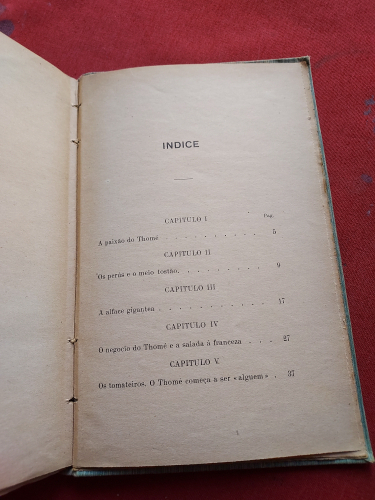 INDICE
CAPITULO I
Pag.
A paixão do Thomé . . . . . . . . . 5
CAPITULO II
Os perús e o meio tostão. . . . . . . . 9
CAPITULO III
A alface gigantea . . . . . . . . . . . 17
CAPITULO IV
O negocio do Thomé e a salada á franceza . . . 27
CAPITULO V
Os tomateiros. O Thomé começa a ser «alguem» . 37